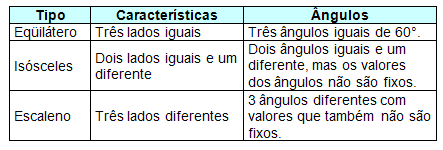 Tipo Características Ângulos
Eqüilátero Três lados iguais Três ângulos iguais de 60°.
Isósceles Dois lados iguais e um diferente Dois ângulos iguais e um diferente, mas os valores dos ângulos não são fixos.
Escaleno Três lados diferentes 3 ângulos diferentes com valores que também não são fixos.